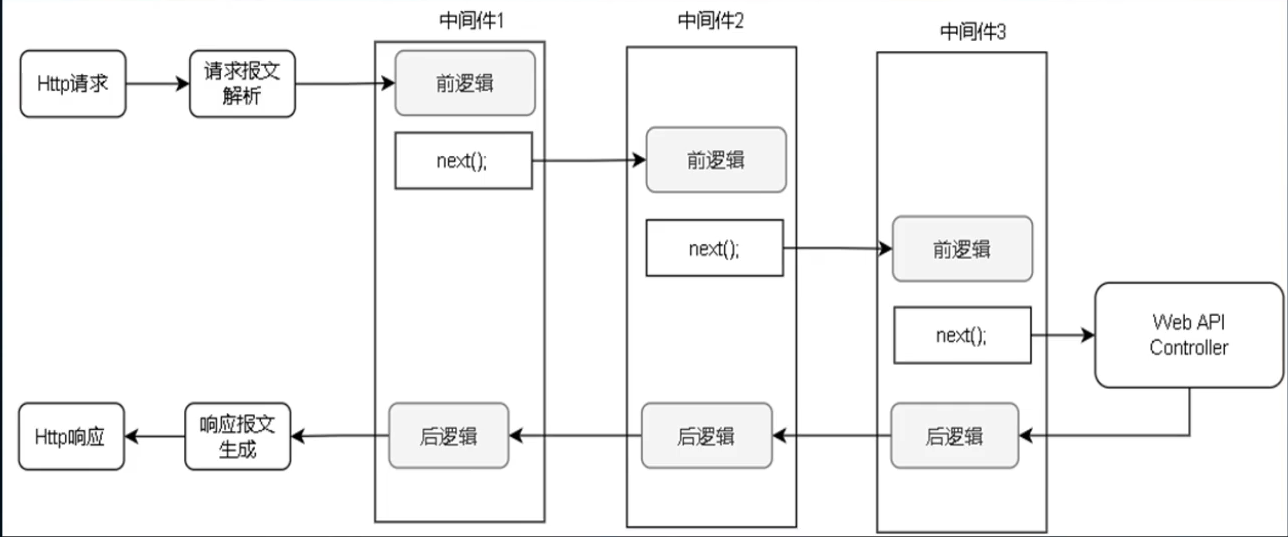 中间件1
中间件2
中间件3
Http请求
请求报文
解析
前逻辑
next();
前逻辑
next();
前逻辑
next();
Web API
Controller
Http响应
响应报文
生成
后逻辑
后逻辑
后逻辑